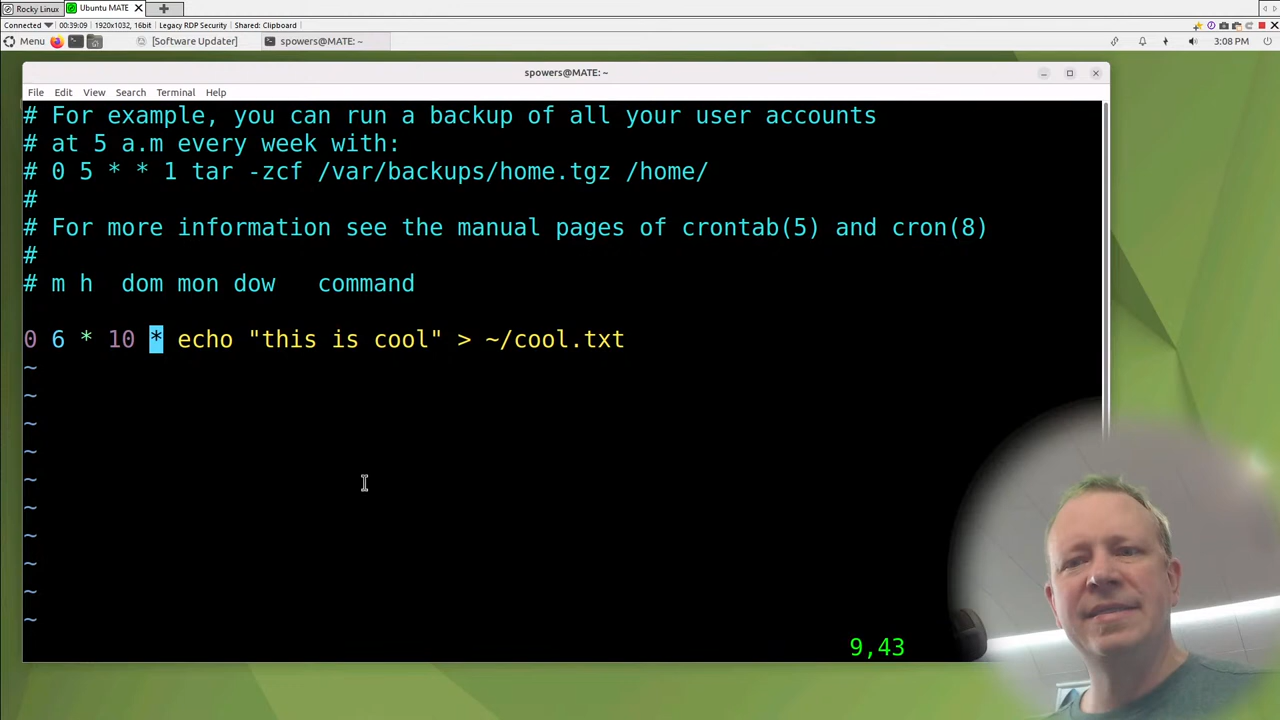 Rocky Linux
Ubuntu MATE
Connected 00:39:09 1920x1032, 16bit Legacy RDP Security Shared: Clipboard
Menu [Software Updater] spowers@MATE: ~ 3:08 PM
spowers@MATE: ~
File Edit View Search Terminal Help
# For example, you can run a backup of all your user accounts
# at 5 a.m every week with:
# 0 5 * * 1 tar -zcf /var/backups/home.tgz /home/
#
# For more information see the manual pages of crontab(5) and cron(8)
#
# m h  dom mon dow   command
0 6 * 10 * echo "this is cool" > ~/cool.txt
~
~
~
~
~
~
~
~
~
~
9,43